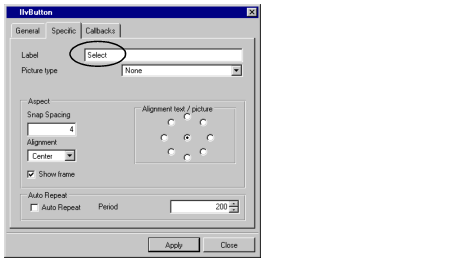 IlvButton
General Specific Callbacks
Label Select
Picture type None
Aspect
Snap Spacing
4
Alignment
Center
Show frame
Alignment text / picture
Auto Repeat
Auto Repeat Period 200
Apply Close